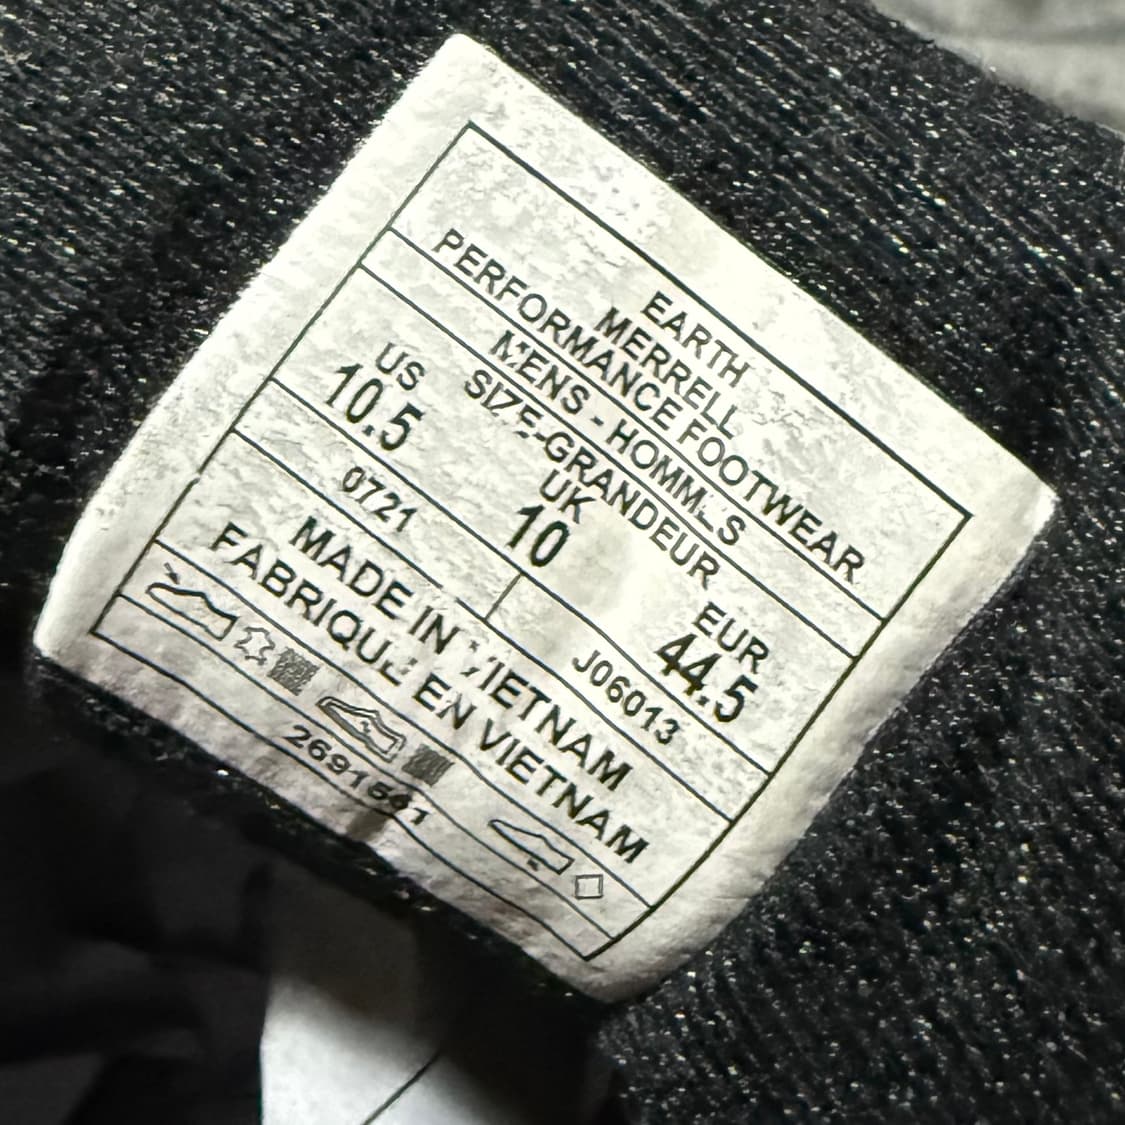 EARTH
MERRELL
PERFORMANCE FOOTWEAR
MENS - HOMMES
SIZE-GRANDEUR
US UK EUR
10.5 10 44.5
0721 J06013
MADE IN VIETNAM
FABRIQUE EN VIETNAM